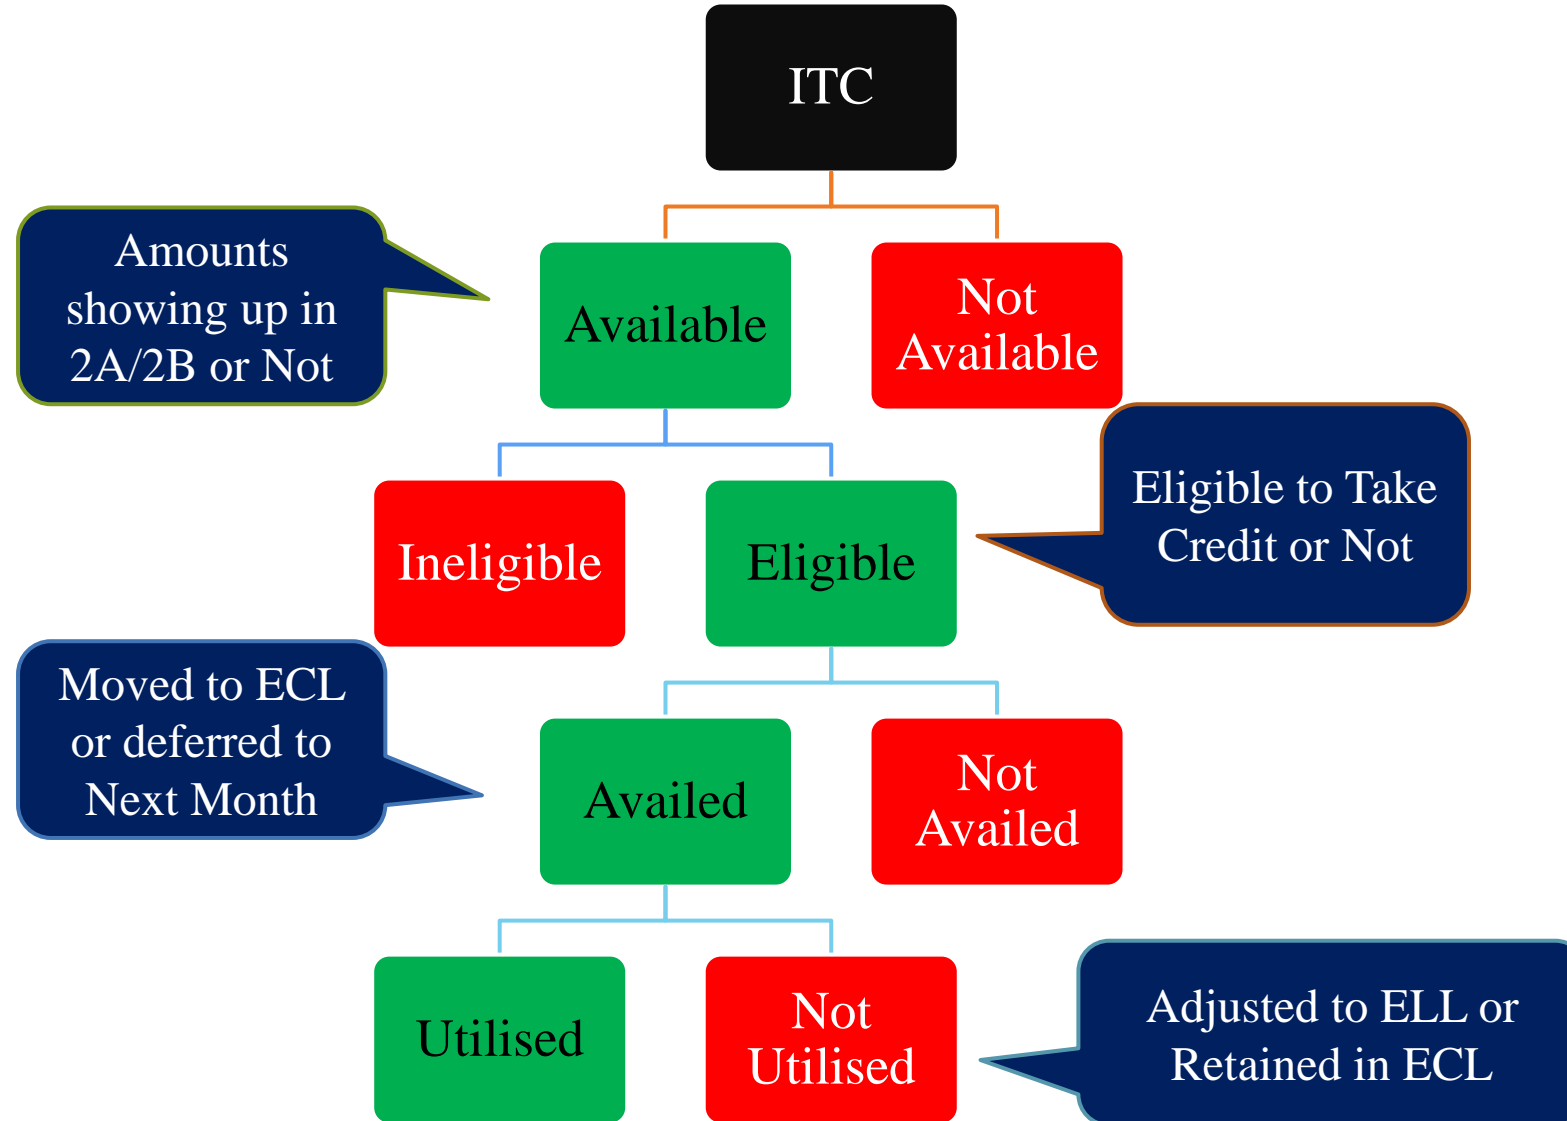 ITC
Amounts
showing up in
2A/2B or Not
Available
Not
Available
Ineligible
Eligible
Eligible to Take
Credit or Not
Moved to ECL
or deferred to
Next Month
Availed
Not
Availed
Utilised
Not
Utilised
Adjusted to ELL or
Retained in ECL